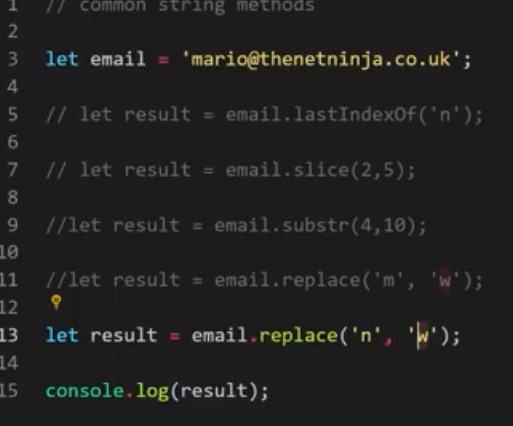 1 // common string methods
2
3 let email = 'mario@thenetninja.co.uk';
4
5 // let result = email.lastIndexOf('n');
6
7 // let result = email.slice(2,5);
8
9 //let result = email.substr(4,10);
10
11 //let result = email.replace('m', 'w');
12
13 let result = email.replace('n', 'w');
14
15 console.log(result);